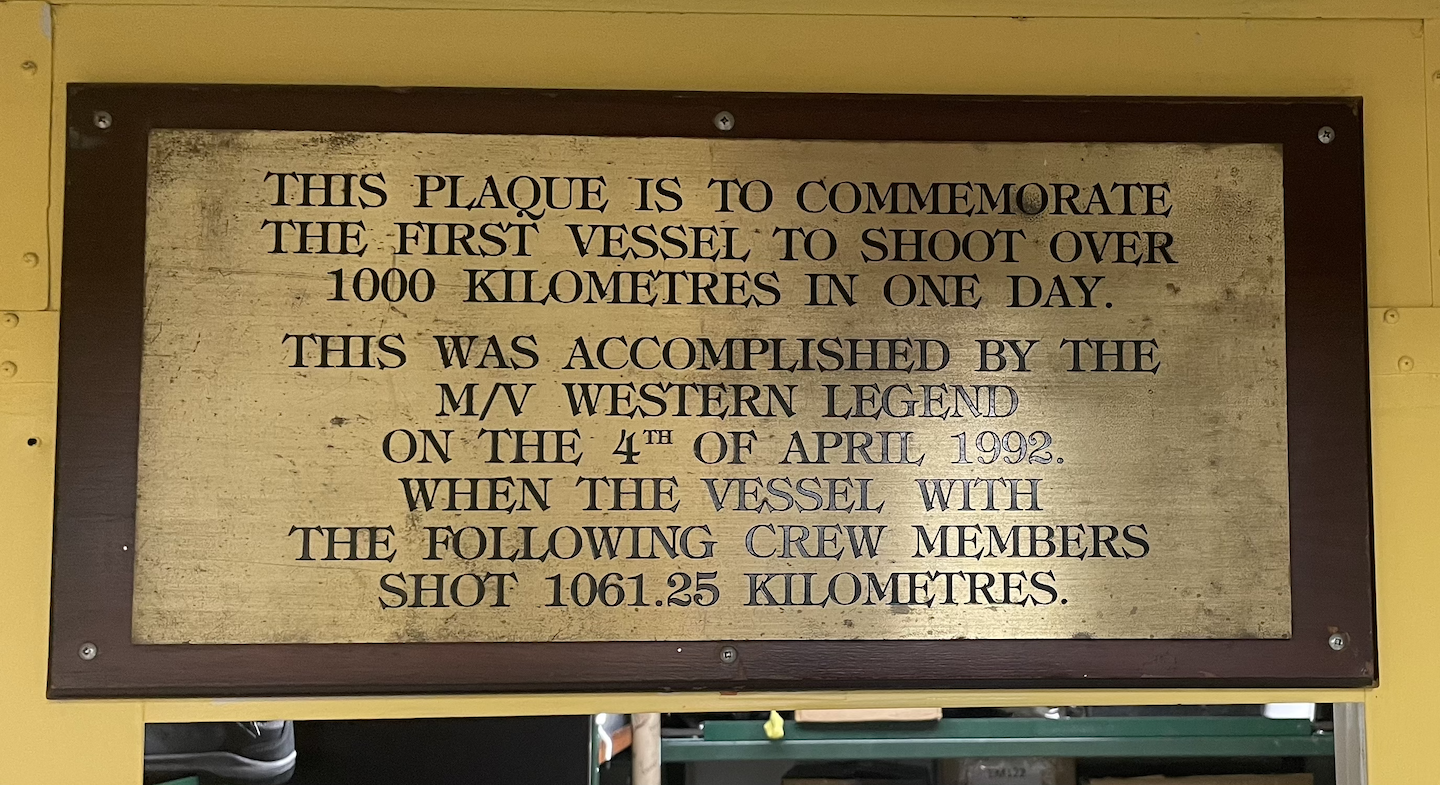 THIS PLAQUE IS TO COMMEMORATE
THE FIRST VESSEL TO SHOOT OVER
1000 KILOMETRES IN ONE DAY.
THIS WAS ACCOMPLISHED BY THE
M/V WESTERN LEGEND
ON THE 4TH OF APRIL 1992.
WHEN THE VESSEL WITH
THE FOLLOWING CREW MEMBERS
SHOT 1061.25 KILOMETRES.
EM122